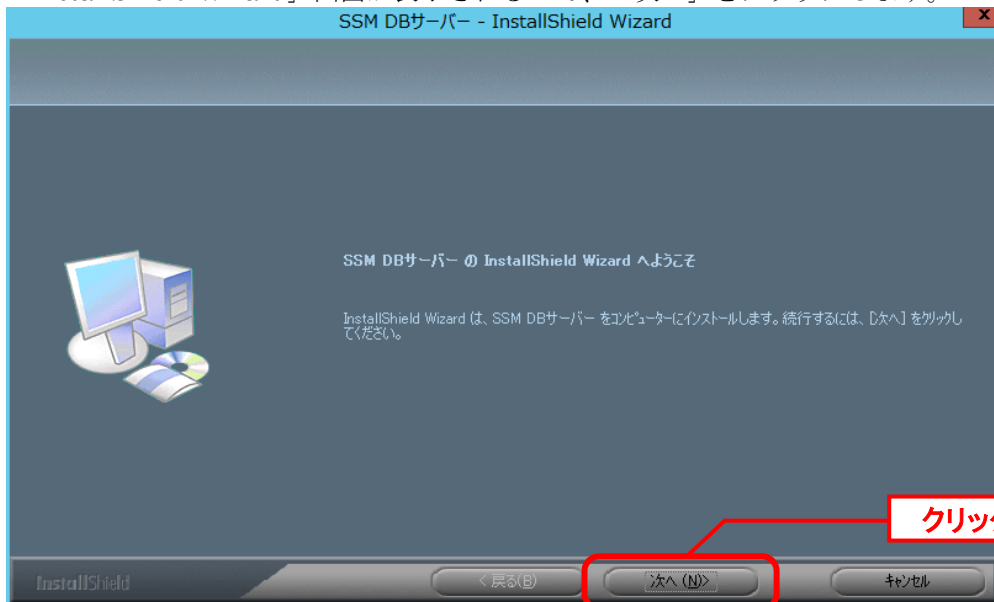 SSM DBサーバー - InstallShield Wizard
x
SSM DBサーバー の InstallShield Wizard へようこそ
InstallShield Wizard は、SSM DBサーバー をコンピューターにインストールします。続行するには、[次へ] をクリックし
てください。
クリッ
InstallShield
< 戻る(B)
次へ (N)>
キャンセル